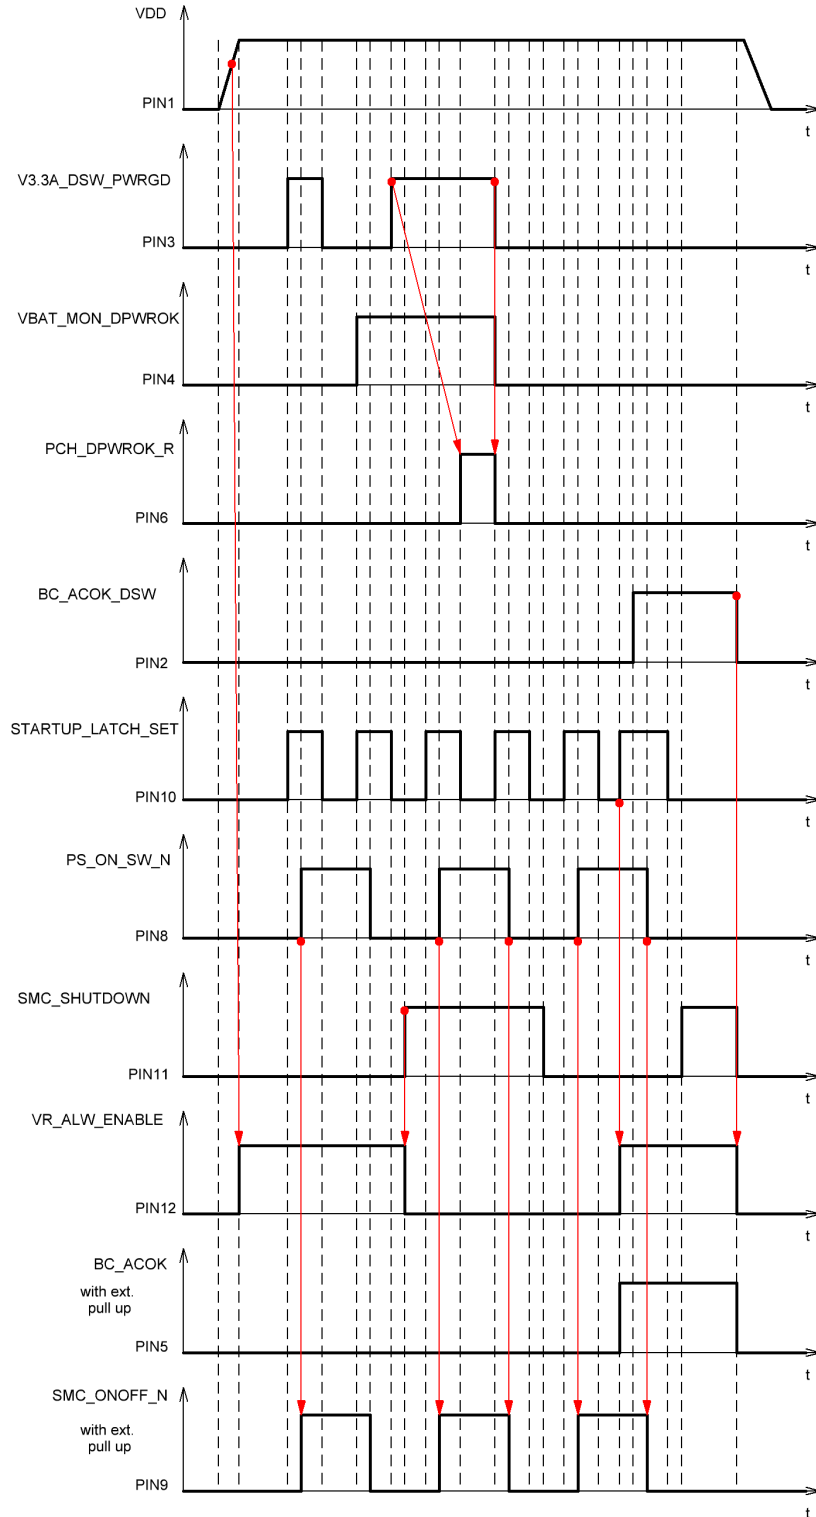 VDD
PIN1
t
V3.3A_DSW_PWRGD
PIN3
t
VBAT_MON_DPWROK
PIN4
t
PCH_DPWROK_R
PIN6
t
BC_ACOK_DSW
PIN2
t
STARTUP_LATCH_SET
PIN10
t
PS_ON_SW_N
PIN8
t
SMC_SHUTDOWN
PIN11
t
VR_ALW_ENABLE
PIN12
t
BC_ACOK
with ext.
pull up
PIN5
t
SMC_ONOFF_N
with ext.
pull up
PIN9
t